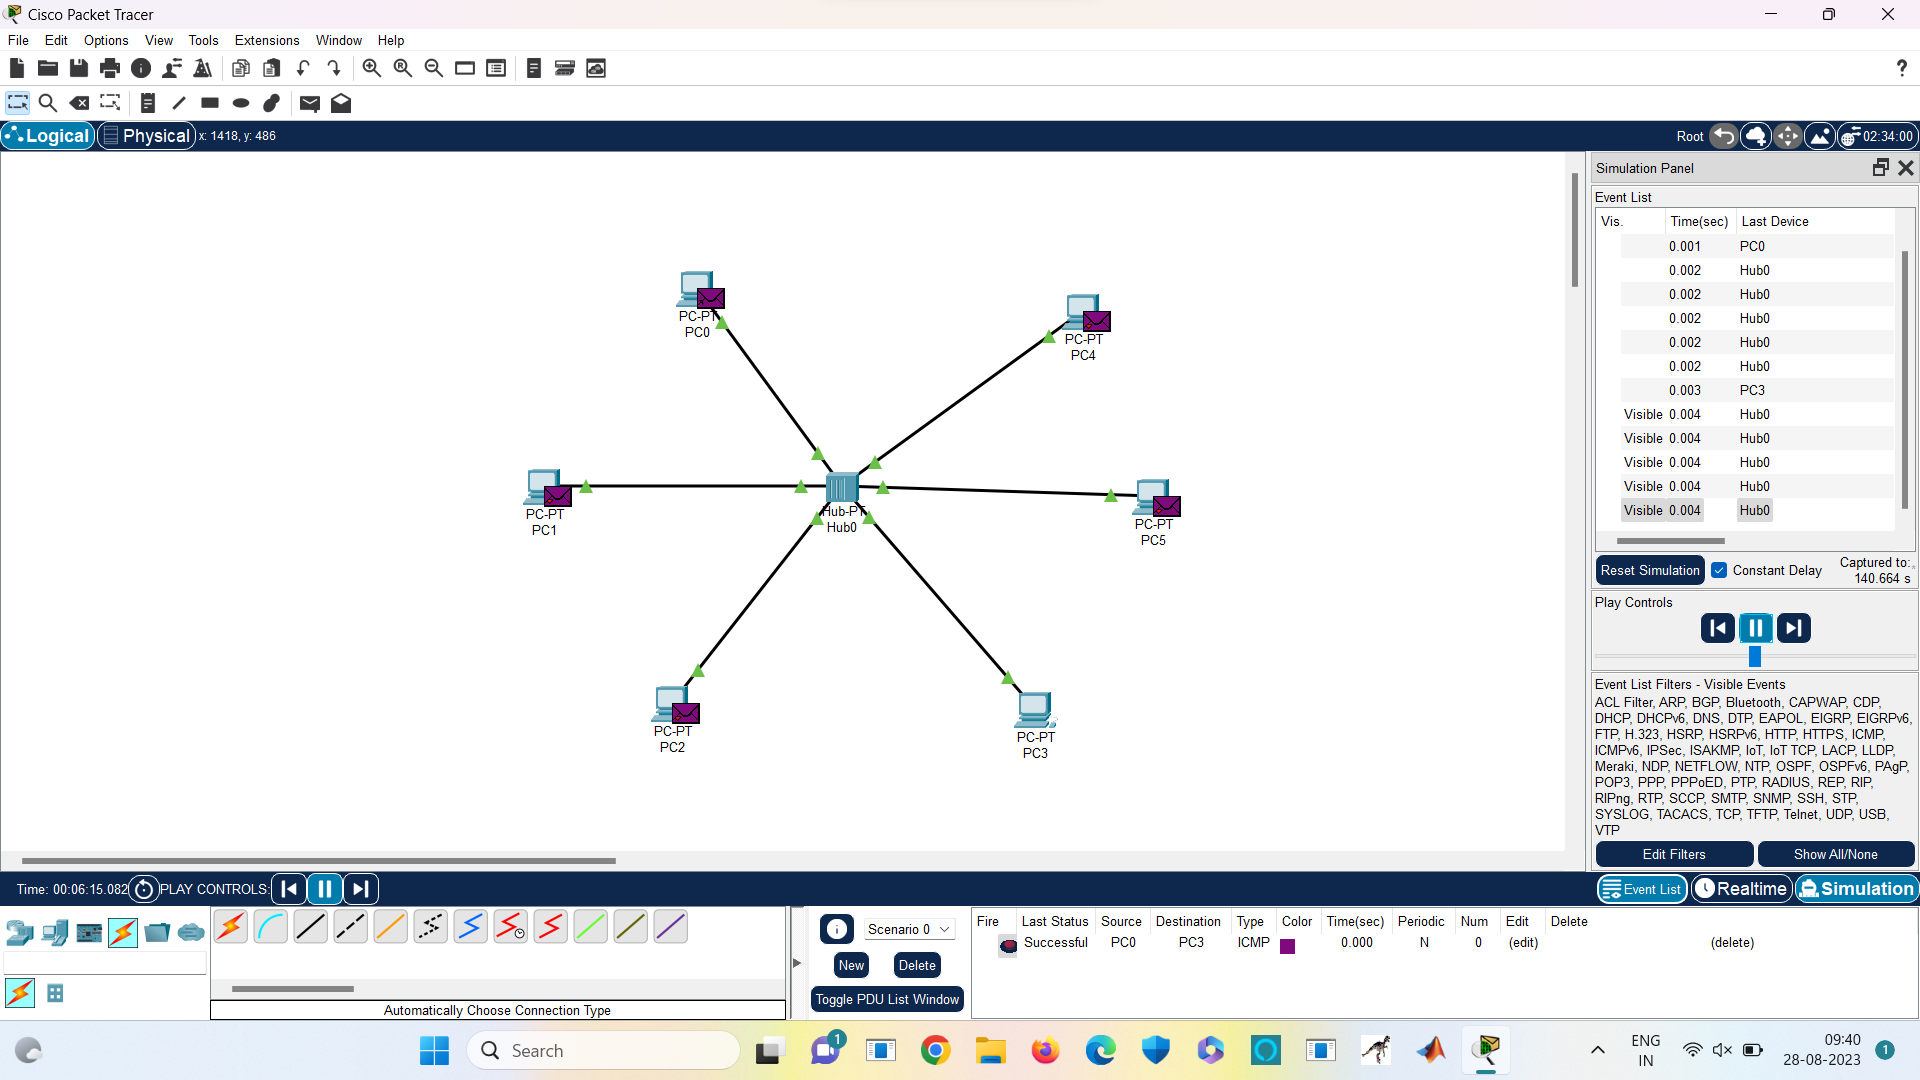 Cisco Packet Tracer
File Edit Options View Tools Extensions Window Help
?
Logical Physical x: 1418, y: 486 Root 02:34:00
PC-PT
PC0
PC-PT
PC4
PC-PT
PC1
Hub-PT
Hub0
PC-PT
PC5
PC-PT
PC2
PC-PT
PC3
Simulation Panel
Event List
Vis. Time(sec) Last Device
0.001 PC0
0.002 Hub0
0.002 Hub0
0.002 Hub0
0.002 Hub0
0.002 Hub0
0.003 PC3
Visible 0.004 Hub0
Visible 0.004 Hub0
Visible 0.004 Hub0
Visible 0.004 Hub0
Visible 0.004 Hub0
Reset Simulation Constant Delay Captured to:
140.664 s
Play Controls
Event List Filters - Visible Events
ACL Filter, ARP, BGP, Bluetooth, CAPWAP, CDP,
DHCP, DHCPv6, DNS, DTP, EAPOL, EIGRP, EIGRPv6,
FTP, H.323, HSRP, HSRPv6, HTTP, HTTPS, ICMP,
ICMPv6, IPSec, ISAKMP, IoT, IoT TCP, LACP, LLDP,
Meraki, NDP, NETFLOW, NTP, OSPF, OSPFv6, PAgP,
POP3, PPP, PPPoED, PTP, RADIUS, REP, RIP,
RIPng, RTP, SCCP, SMTP, SNMP, SSH, STP,
SYSLOG, TACACS, TCP, TFTP, Telnet, UDP, USB,
VTP
Edit Filters Show All/None
Time: 00:06:15.082 PLAY CONTROLS: Event List Realtime Simulation
Automatically Choose Connection Type
Scenario 0
New Delete
Toggle PDU List Window
Fire Last Status Source Destination Type Color Time(sec) Periodic Num Edit Delete
Successful PC0 PC3 ICMP 0.000 N 0 (edit) (delete)
Search
1
ENG
IN
09:40
28-08-2023
1